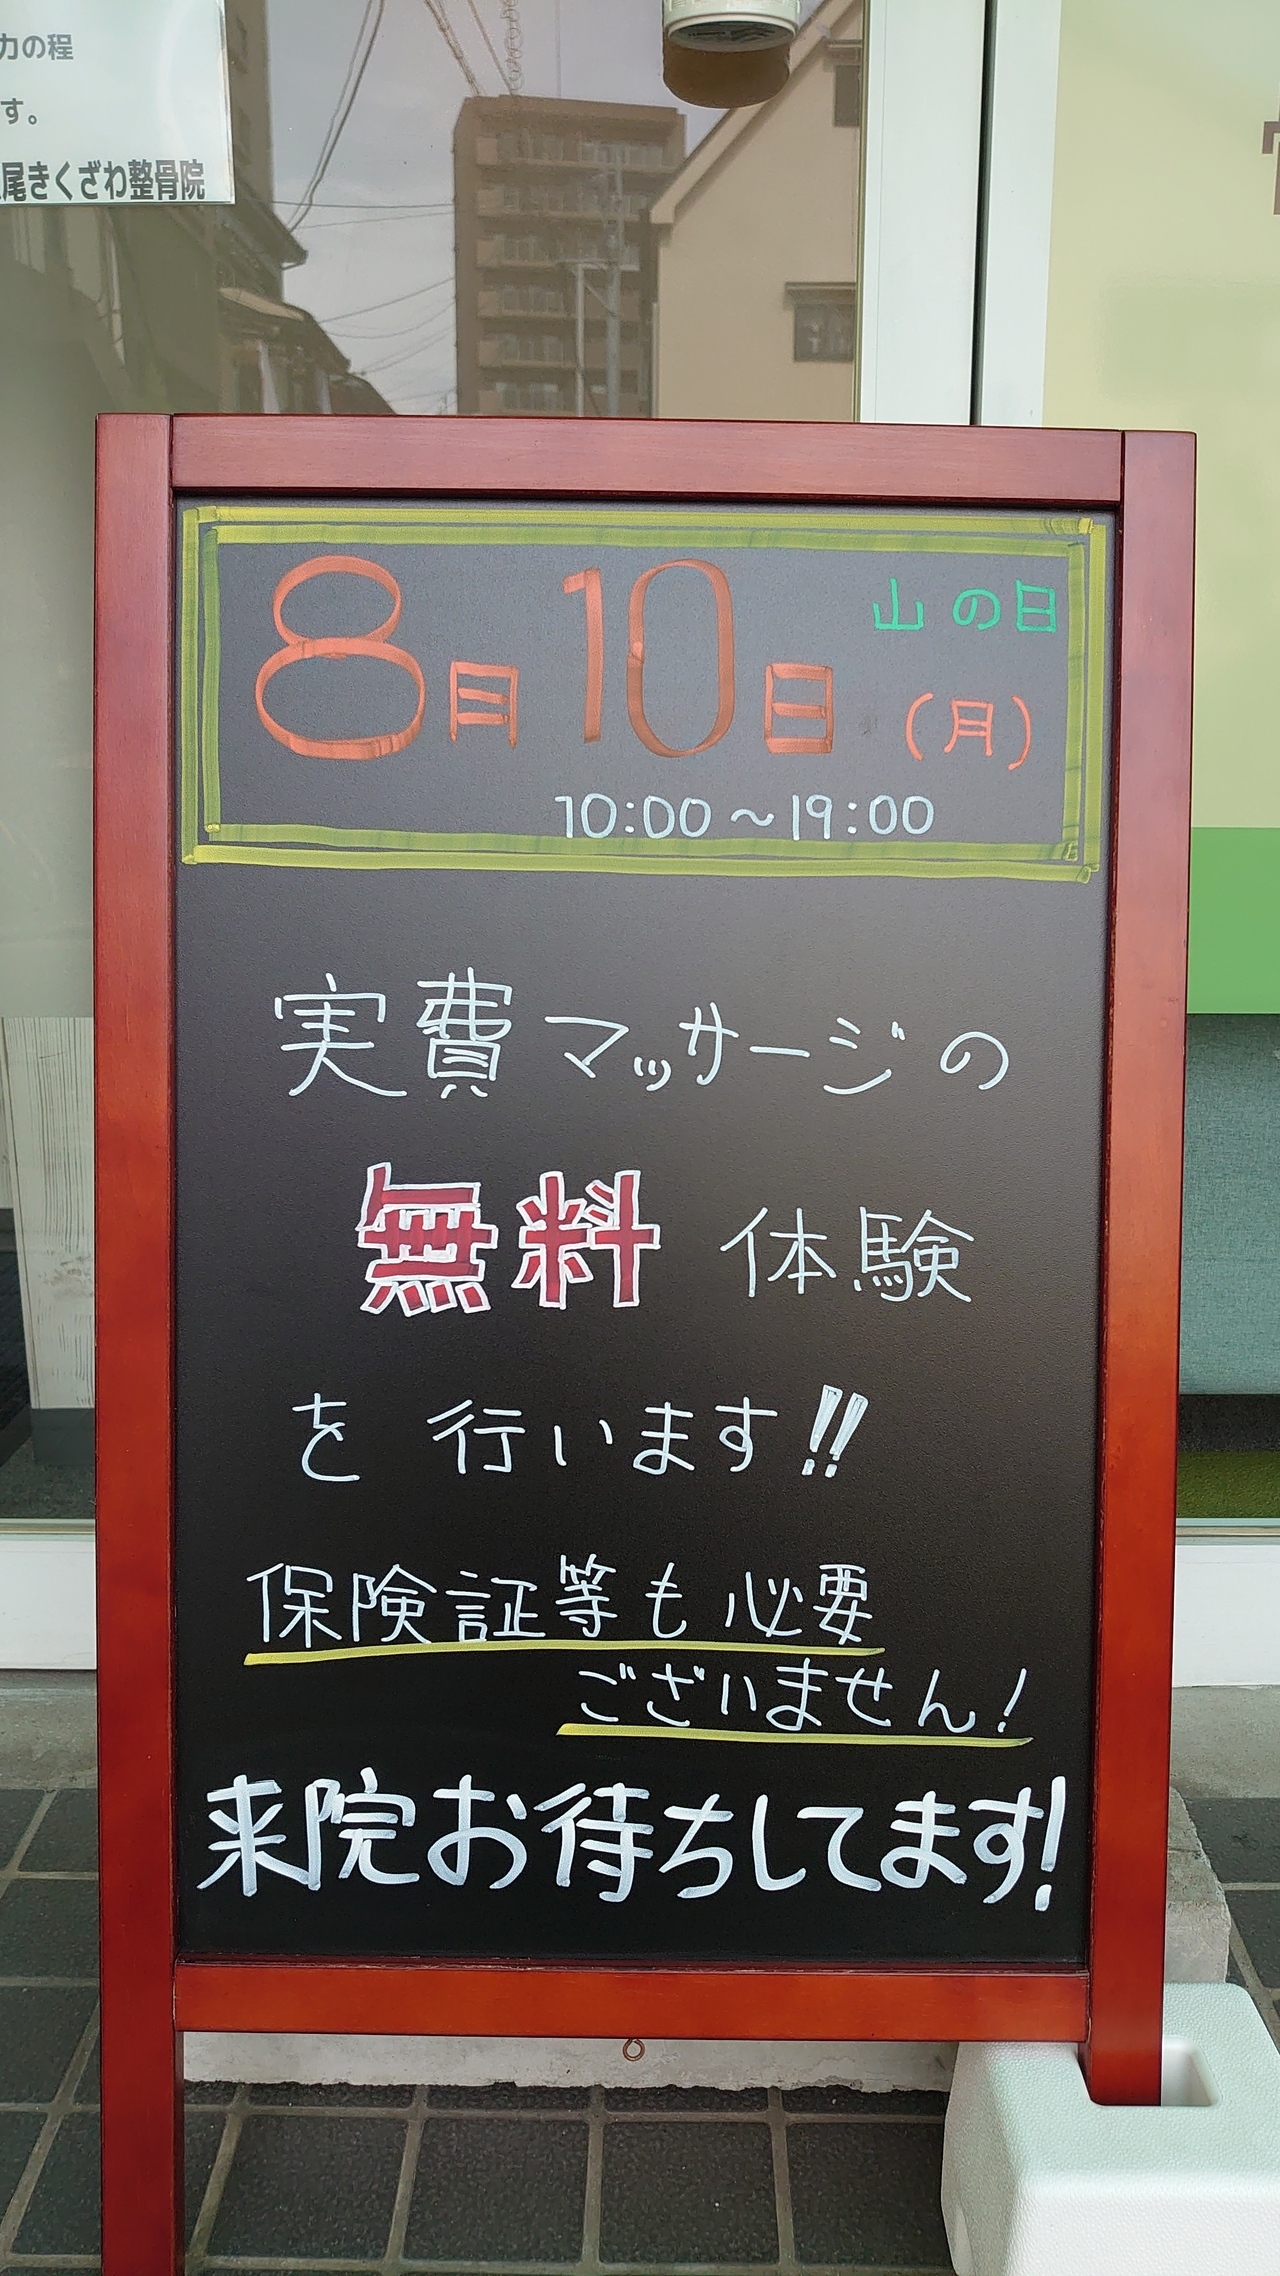 力の程
す。
尾きくざわ整骨院
8月10日 (月)
山の日
10:00～19:00
実費マッサージの
無料 体験
を 行います!!
保険証等も必要
ございません!
来院お待ちしてます!